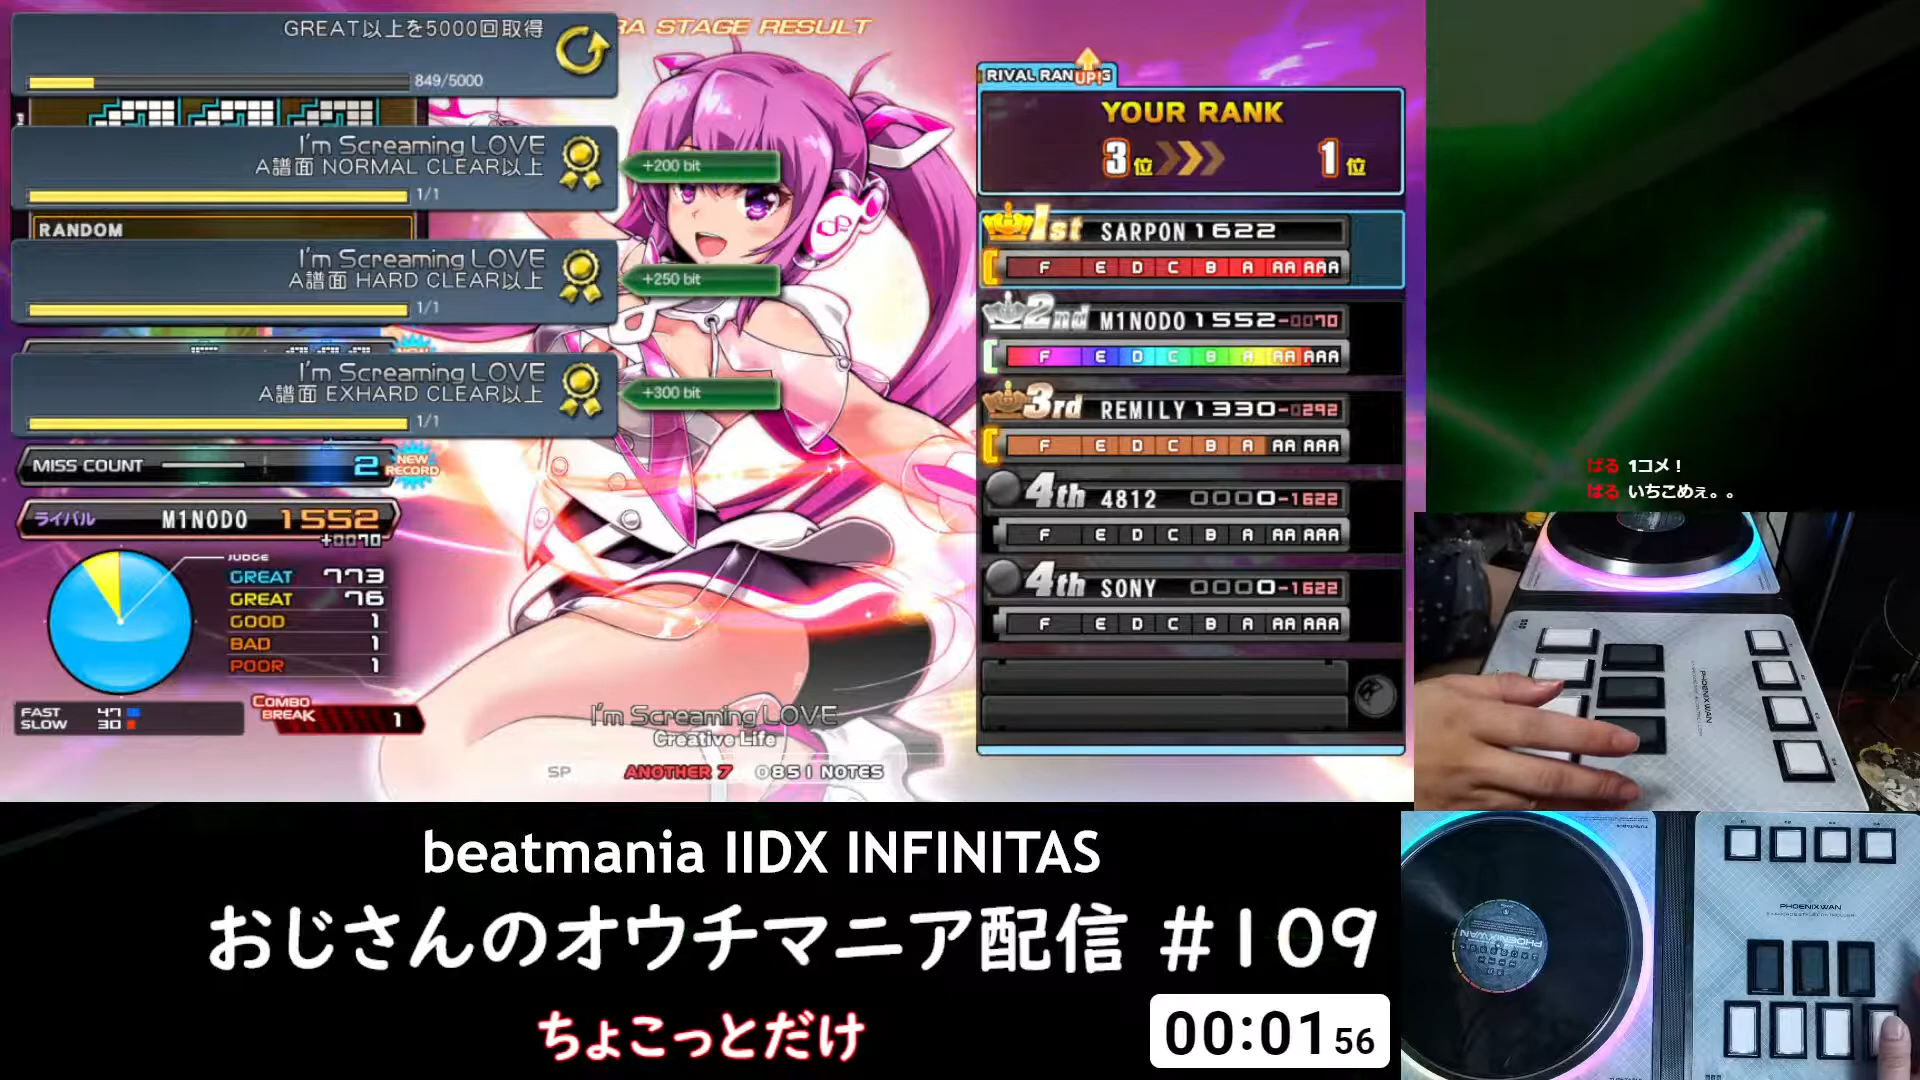 GREAT以上を5000回取得
849/5000
I'm Screaming LOVE
A譜面 NORMAL CLEAR以上
1/1
+200 bit
RANDOM
I'm Screaming LOVE
A譜面 HARD CLEAR以上
1/1
+250 bit
I'm Screaming LOVE
A譜面 EXHARD CLEAR以上
1/1
+300 bit
MISS COUNT 2 NEW RECORD
ライバル M1NODO 1552
+0070
JUDGE
GREAT 773
GREAT 76
GOOD 1
BAD 1
POOR 1
FAST 47
SLOW 30
COMBO BREAK 1
RA STAGE RESULT
I'm Screaming LOVE
Creative Life
SP ANOTHER 7 0851 NOTES
RIVAL RAN UP!
YOUR RANK
3位 1位
1st SARPON 1622
F E D C B A AA AAA
2nd M1NODO 1552-0070
F E D C B A AA AAA
3rd REMILY 1330-0292
F E D C B A AA AAA
4th 4812 0000-1622
F E D C B A AA AAA
4th SONY 0000-1622
F E D C B A AA AAA
ぱる 1コメ！
ぱる いちこめぇ。。
PHOENIXWAN
PHOENIXWAN
beatmania IIDX INFINITAS
おじさんのオウチマニア配信 #109
ちょこっとだけ
00:01 56